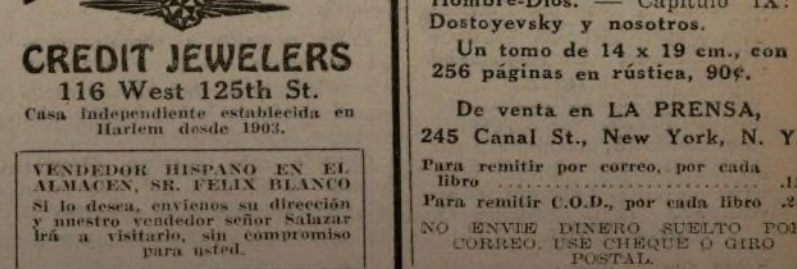 CREDIT JEWELERS
116 West 125th St.
Casa independiente establecida en
Harlem desde 1903.
VENDEDOR HISPANO EN EL
ALMACEN, SR. FELIX BLANCO
Si lo desea, envíenos su dirección
y nuestro vendedor señor Salazar
irá a visitarlo, sin compromiso
para usted.
Hombre-Dios. — Capítulo IX:
Dostoyevsky y nosotros.
Un tomo de 14 x 19 cm., con
256 páginas en rústica, 90¢.
De venta en LA PRENSA,
245 Canal St., New York, N. Y.
Para remitir por correo, por cada
libro ....................
Para remitir C.O.D., por cada libro
NO ENVIE DINERO SUELTO POR
CORREO. USE CHEQUE O GIRO
POSTAL.